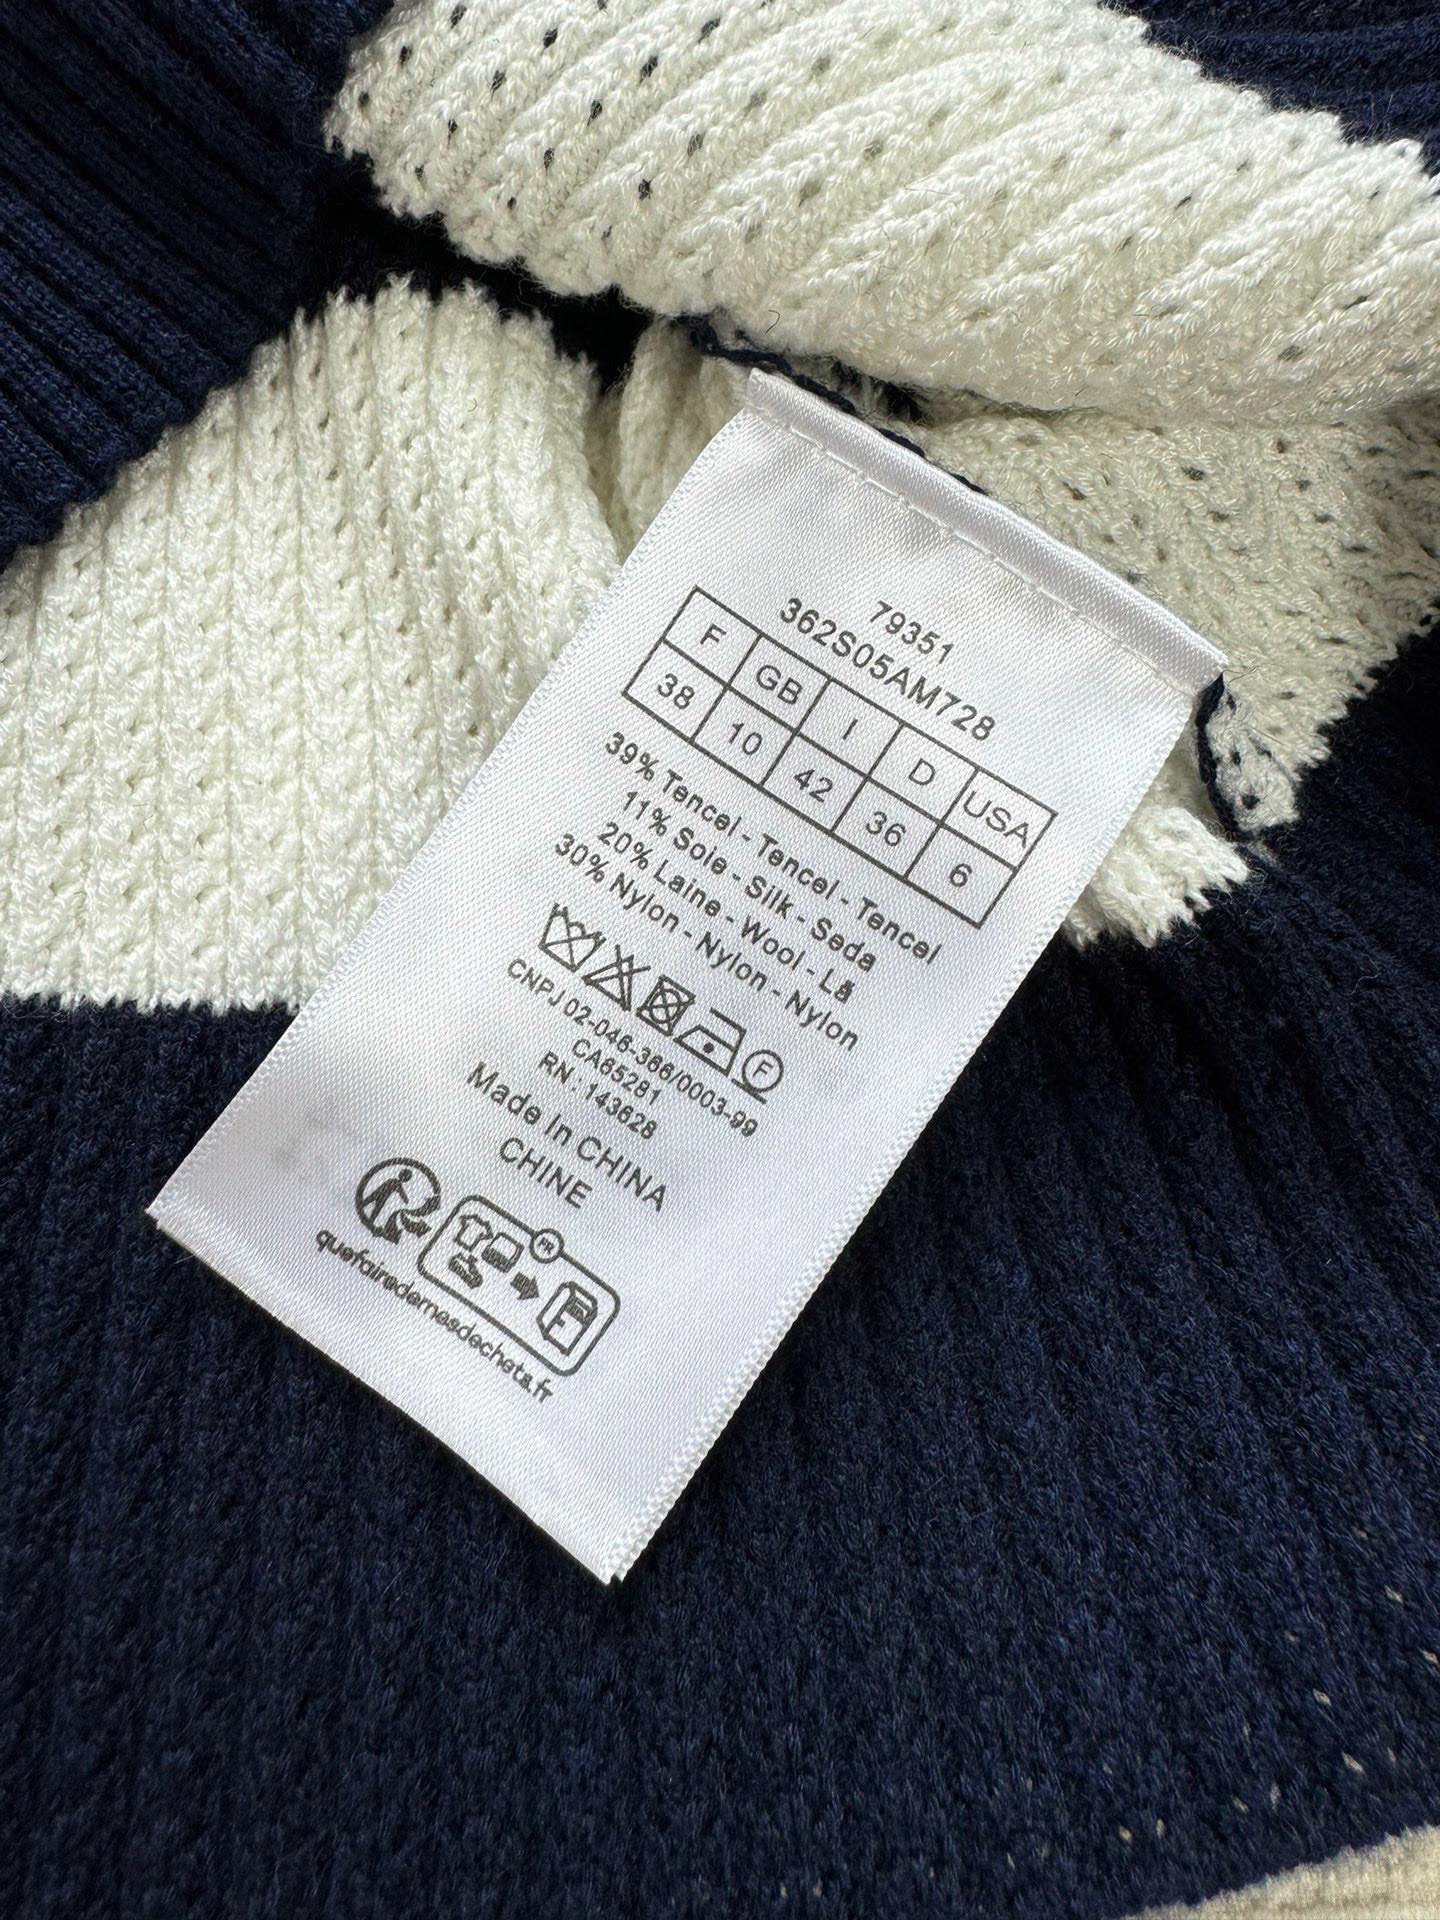 79351
362S05AM728
F GB I D USA
38 10 42 36 6
39% Tencel - Tencel - Tencel
11% Soie - Silk - Seda
20% Laine - Wool - Lã
30% Nylon - Nylon - Nylon
F
CNPJ 02-046-366/0003-99
CA65281
RN: 143628
Made In CHINA
CHINE
FR
F
quefairedemesdechets.fr